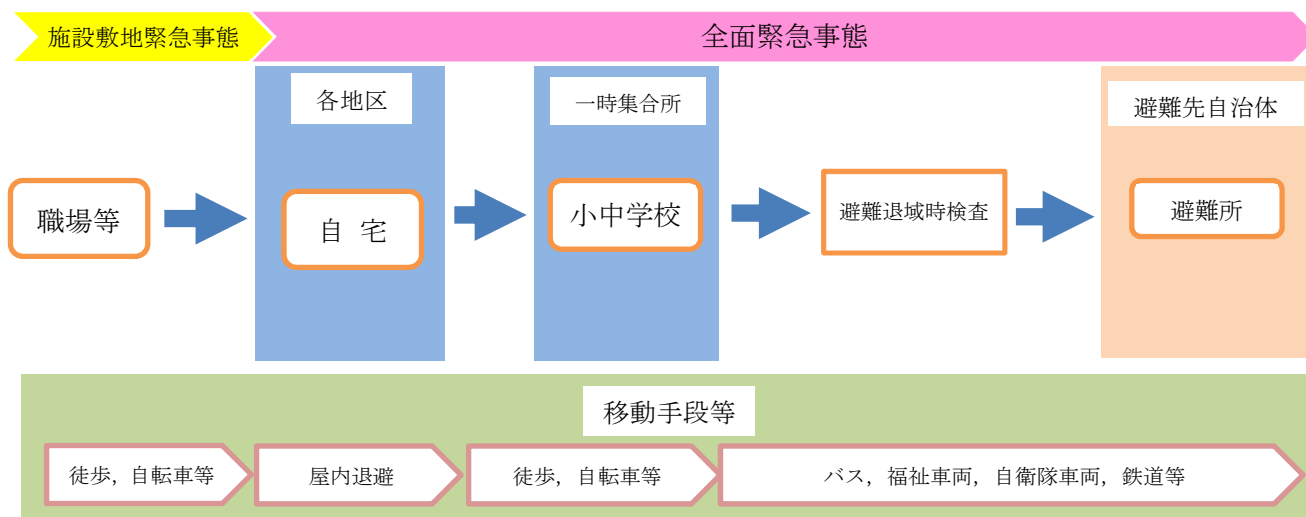 施設敷地緊急事態
全面緊急事態
各地区
一時集合所
避難先自治体
職場等
自 宅
小中学校
避難退域時検査
避難所
移動手段等
徒歩，自転車等
屋内退避
徒歩，自転車等
バス，福祉車両，自衛隊車両，鉄道等